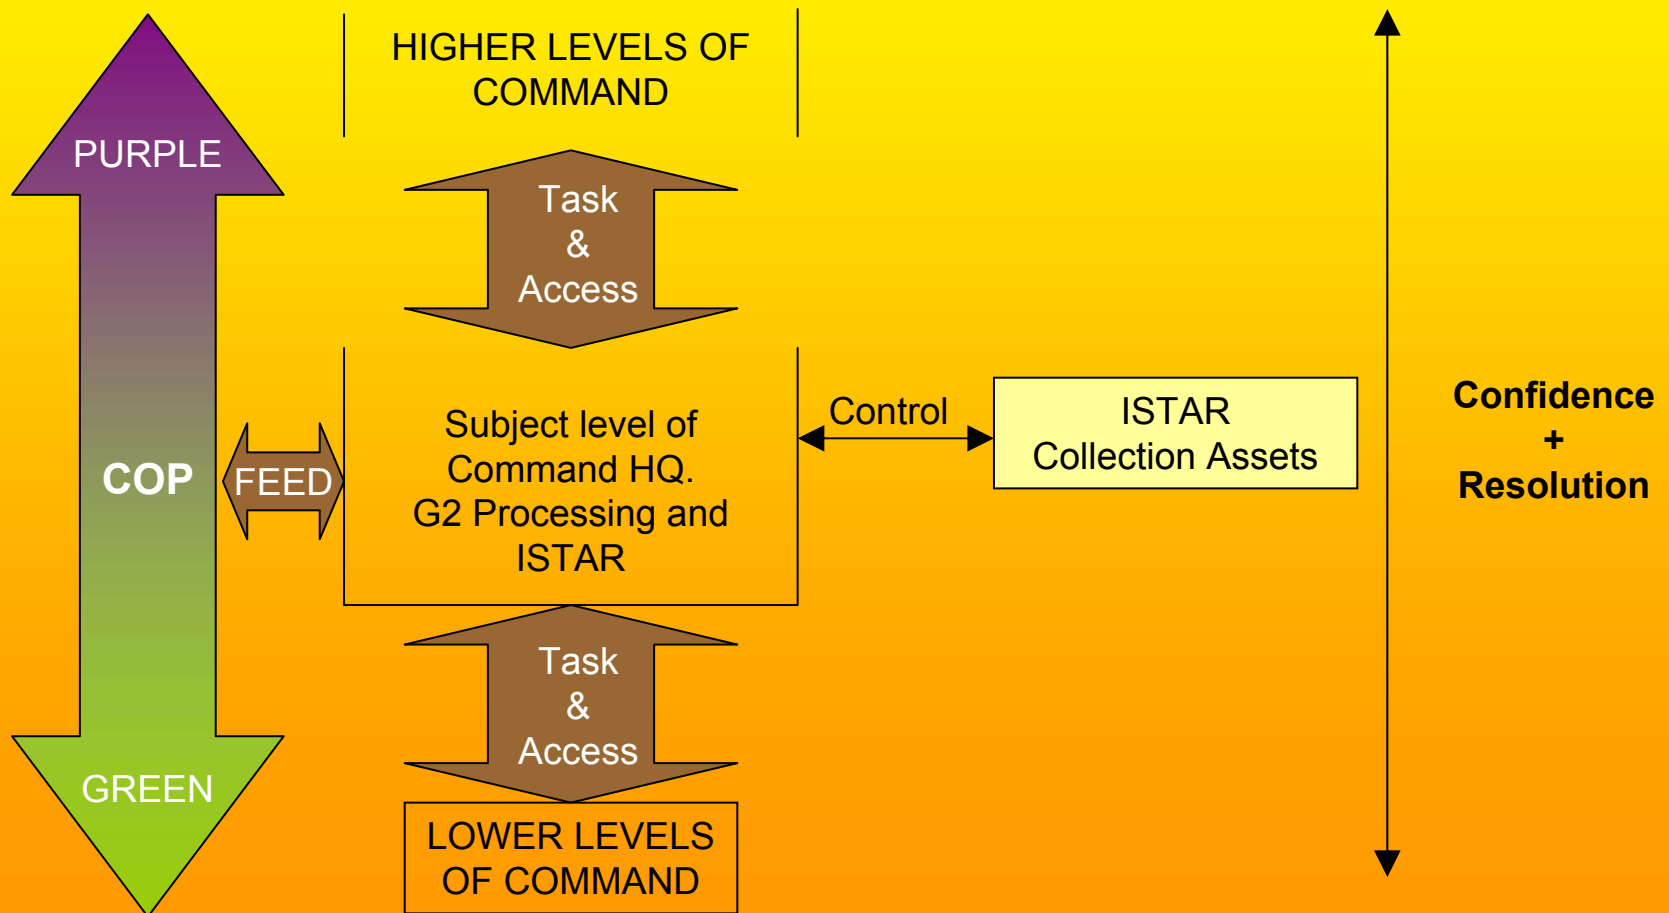 HIGHER LEVELS OF
COMMAND
PURPLE
Task
&
Access
Subject level of
Command HQ.
G2 Processing and
ISTAR
COP
FEED
Control
ISTAR
Collection Assets
Confidence
+
Resolution
Task
&
Access
GREEN
LOWER LEVELS
OF COMMAND